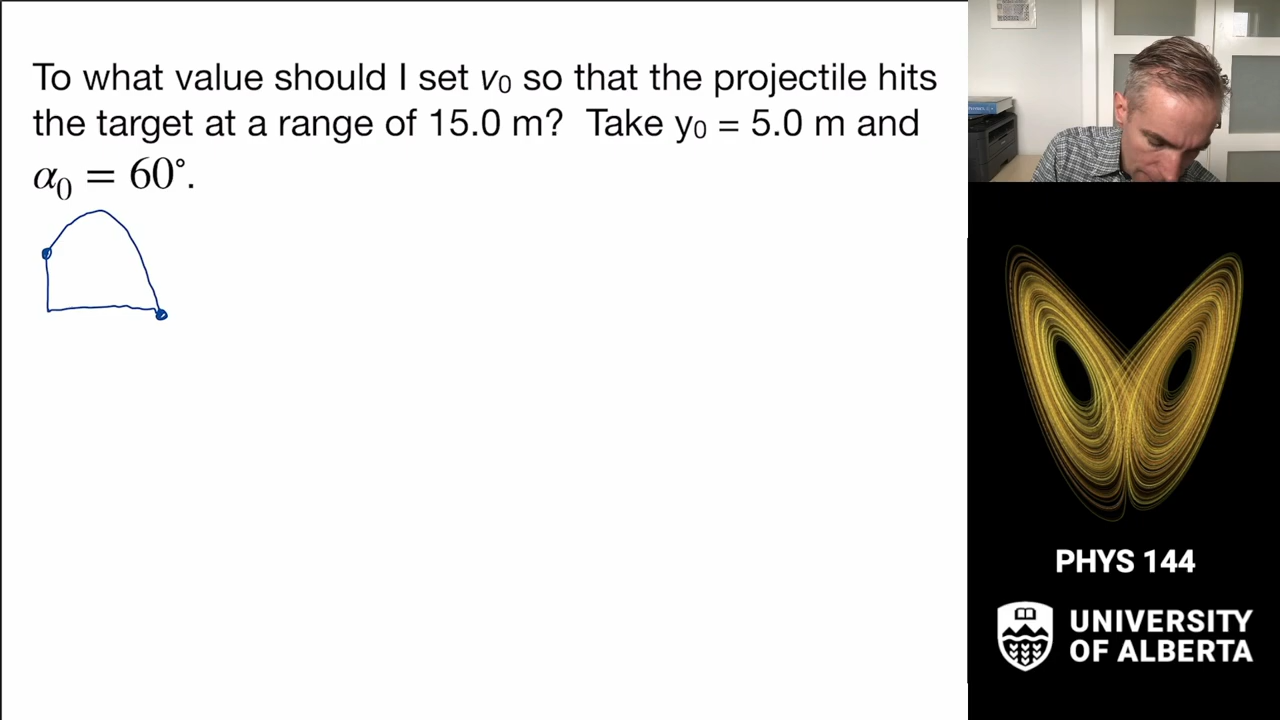 To what value should I set v₀ so that the projectile hits
the target at a range of 15.0 m? Take y₀ = 5.0 m and
α₀ = 60°.
PHYS 144
UNIVERSITY
OF ALBERTA